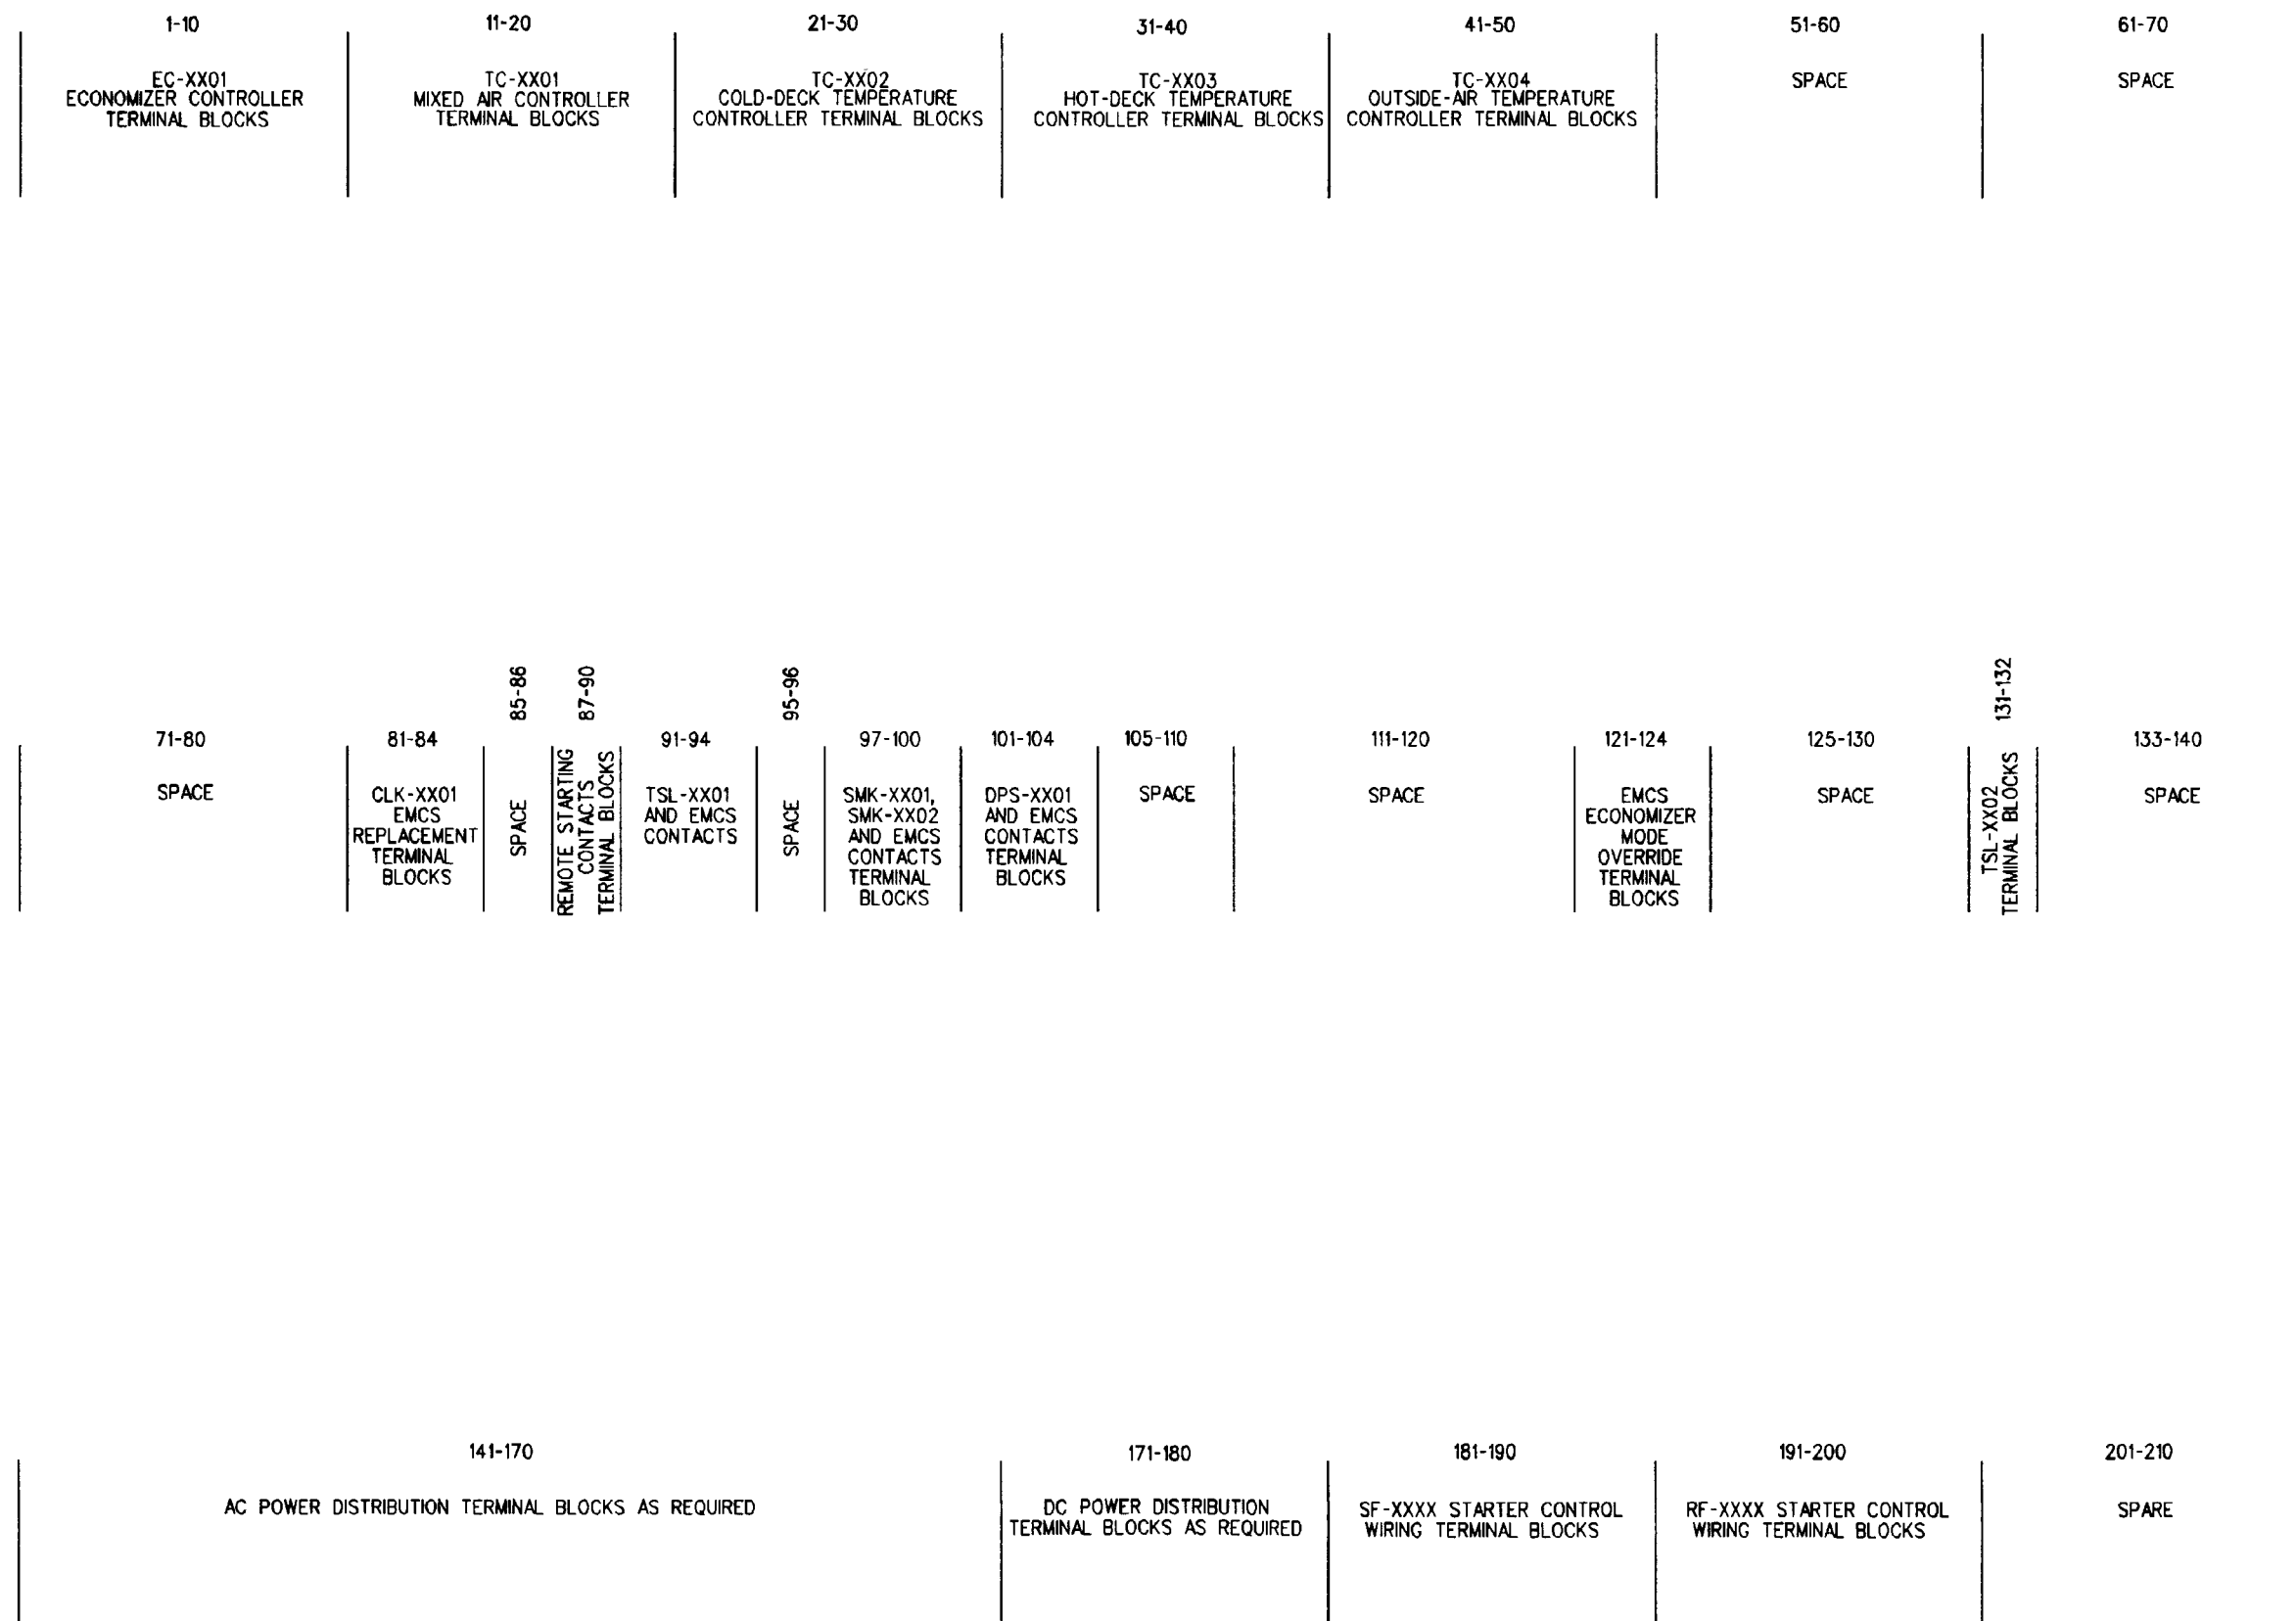 1-10
EC-XX01
ECONOMIZER CONTROLLER
TERMINAL BLOCKS
11-20
TC-XX01
MIXED AIR CONTROLLER
TERMINAL BLOCKS
21-30
TC-XX02
COLD-DECK TEMPERATURE
CONTROLLER TERMINAL BLOCKS
31-40
TC-XX03
HOT-DECK TEMPERATURE
CONTROLLER TERMINAL BLOCKS
41-50
TC-XX04
OUTSIDE-AIR TEMPERATURE
CONTROLLER TERMINAL BLOCKS
51-60
SPACE
61-70
SPACE
71-80
SPACE
81-84
CLK-XX01
EMCS
REPLACEMENT
TERMINAL
BLOCKS
85-86
SPACE
87-90
REMOTE STARTING
CONTACTS
TERMINAL BLOCKS
91-94
TSL-XX01
AND EMCS
CONTACTS
95-96
SPACE
97-100
SMK-XX01,
SMK-XX02
AND EMCS
CONTACTS
TERMINAL
BLOCKS
101-104
DPS-XX01
AND EMCS
CONTACTS
TERMINAL
BLOCKS
105-110
SPACE
111-120
SPACE
121-124
EMCS
ECONOMIZER
MODE
OVERRIDE
TERMINAL
BLOCKS
125-130
SPACE
131-132
TSL-XX02
TERMINAL BLOCKS
133-140
SPACE
141-170
AC POWER DISTRIBUTION TERMINAL BLOCKS AS REQUIRED
171-180
DC POWER DISTRIBUTION
TERMINAL BLOCKS AS REQUIRED
181-190
SF-XXXX STARTER CONTROL
WIRING TERMINAL BLOCKS
191-200
RF-XXXX STARTER CONTROL
WIRING TERMINAL BLOCKS
201-210
SPARE